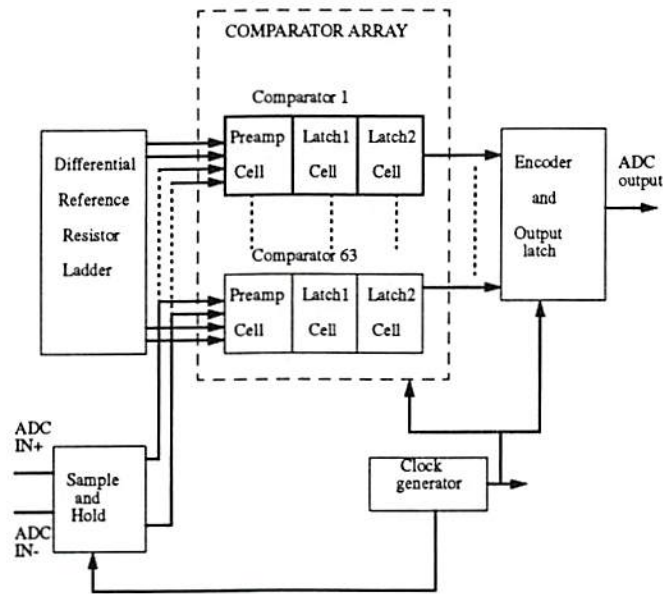 COMPARATOR ARRAY
Comparator 1
Preamp
Cell
Latch1
Cell
Latch2
Cell
Differential
Reference
Resistor
Ladder
Encoder
and
Output
latch
ADC
output
Comparator 63
Preamp
Cell
Latch1
Cell
Latch2
Cell
ADC
IN+
Sample
and
Hold
ADC
IN-
Clock
generator